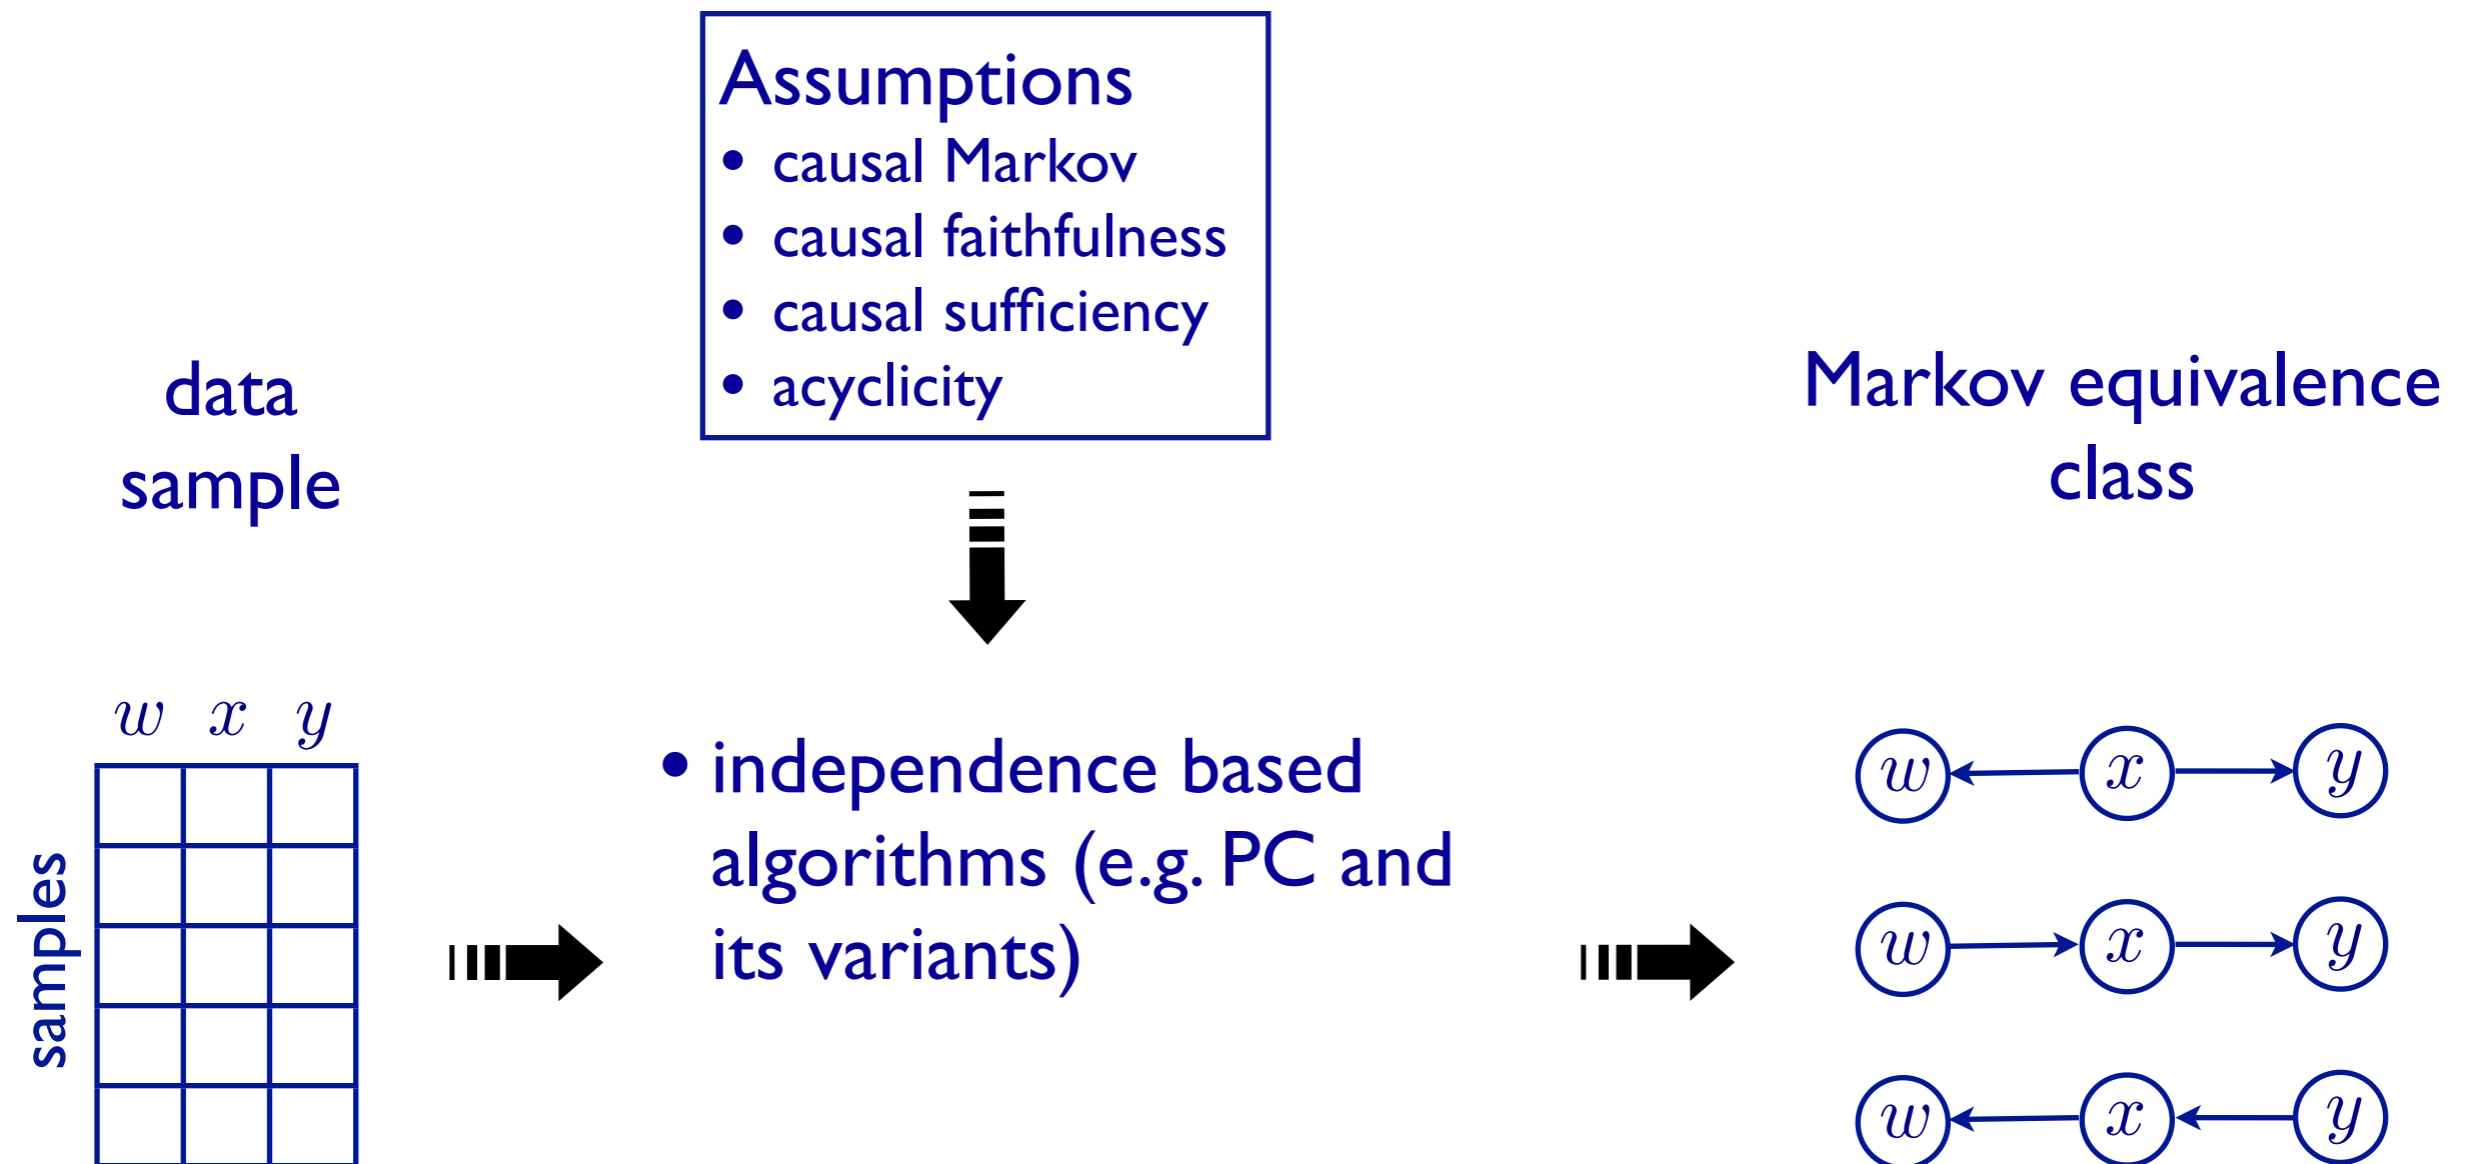 Assumptions
• causal Markov
• causal faithfulness
• causal sufficiency
• acyclicity
data
sample
Markov equivalence
class
w x y
samples
• independence based
algorithms (e.g. PC and
its variants)
w x y
w x y
w x y